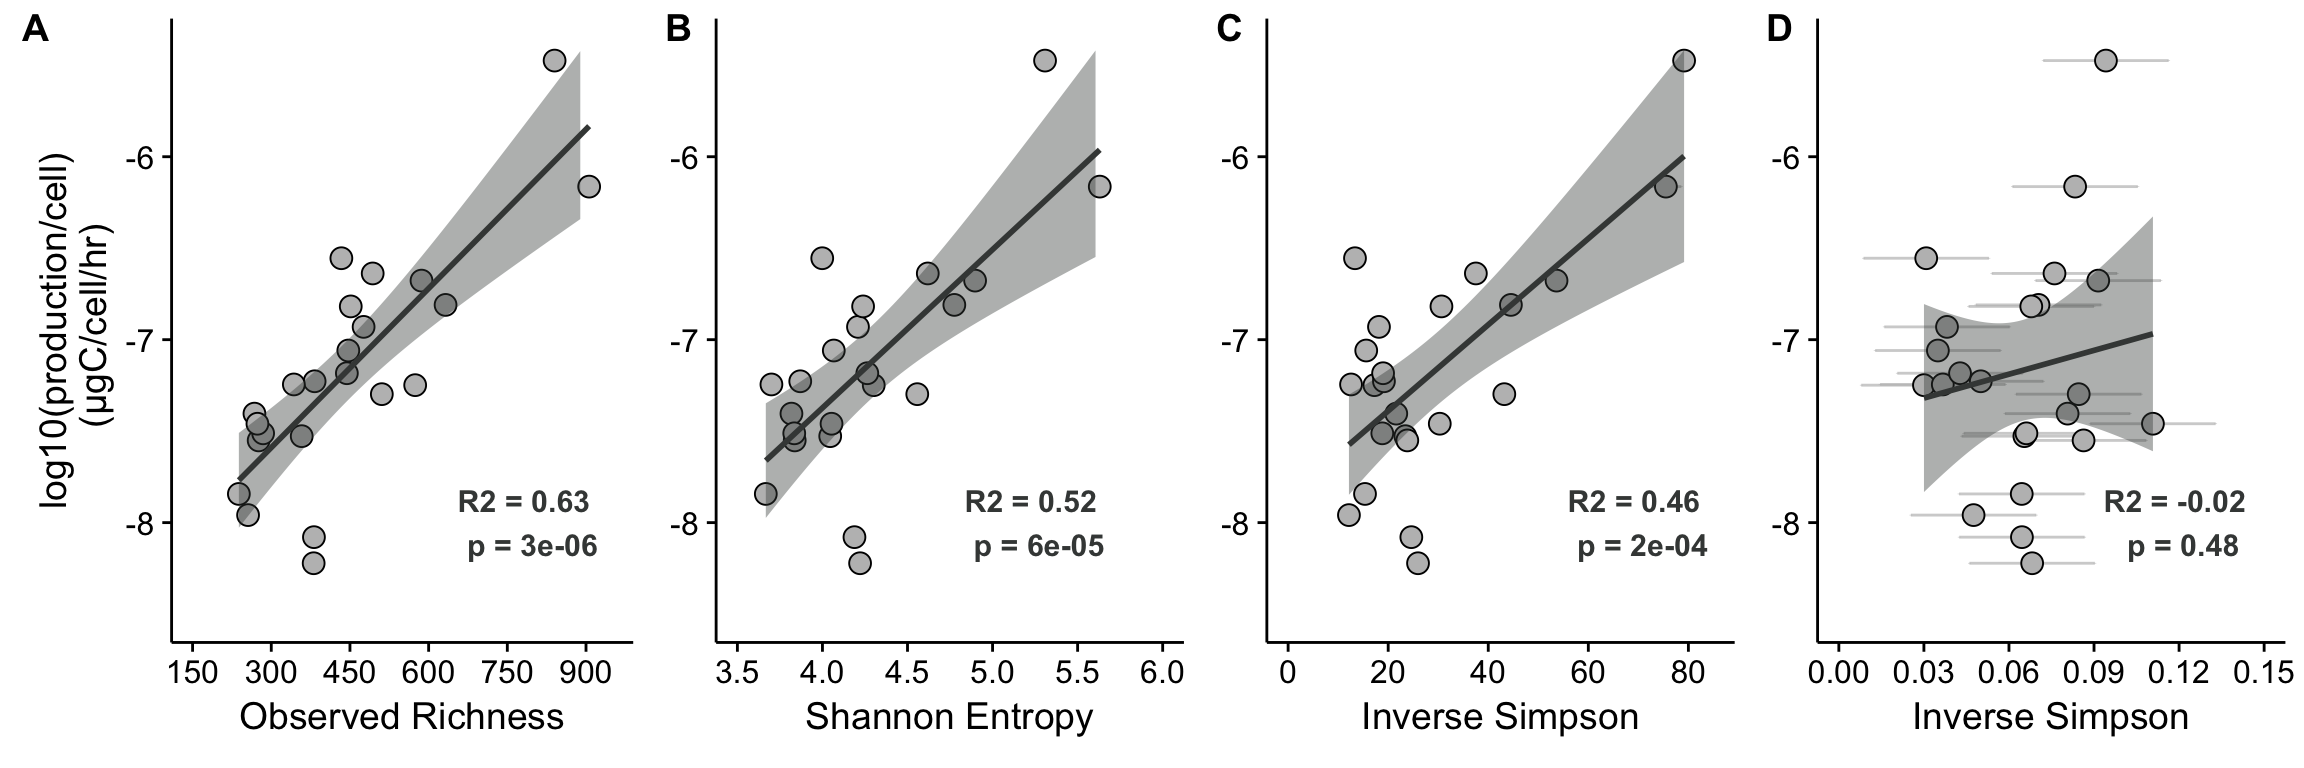 A
B
C
D
log10(production/cell)
(μgC/cell/hr)
-6
-7
-8
R2 = 0.63
p = 3e-06
150 300 450 600 750 900
Observed Richness
-6
-7
-8
R2 = 0.52
p = 6e-05
3.5 4.0 4.5 5.0 5.5 6.0
Shannon Entropy
-6
-7
-8
R2 = 0.46
p = 2e-04
0 20 40 60 80
Inverse Simpson
-6
-7
-8
R2 = -0.02
p = 0.48
0.00 0.03 0.06 0.09 0.12 0.15
Inverse Simpson